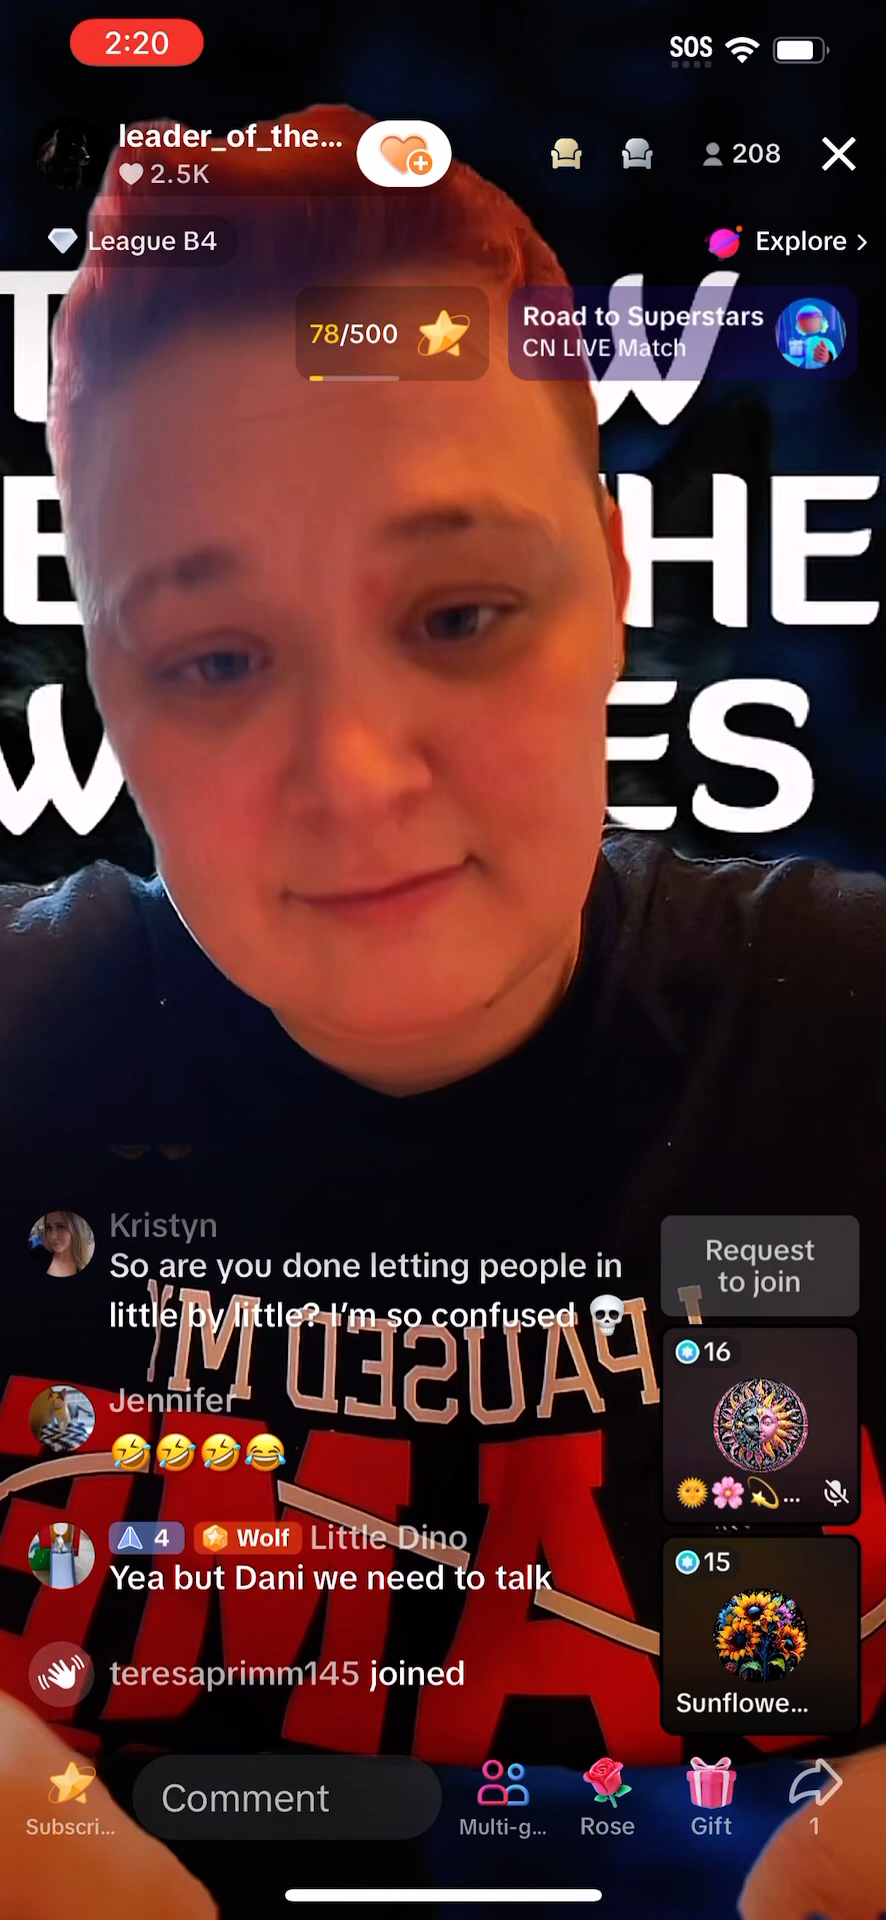 2:20
SOS
leader_of_the...
2.5K
208
League B4
Explore >
78/500
Road to Superstars
CN LIVE Match
HE
ES
Kristyn
So are you done letting people in
little by little? I'm so confused 💀
Request
to join
PAUSED MY
16
Jennifer
🤣🤣🤣😂
🌞🌸💫...
4 Wolf Little Dino
Yea but Dani we need to talk
15
GAME
teresaprimm145 joined
Sunflowe...
Subscri...
Comment
Multi-g...
Rose
Gift
1